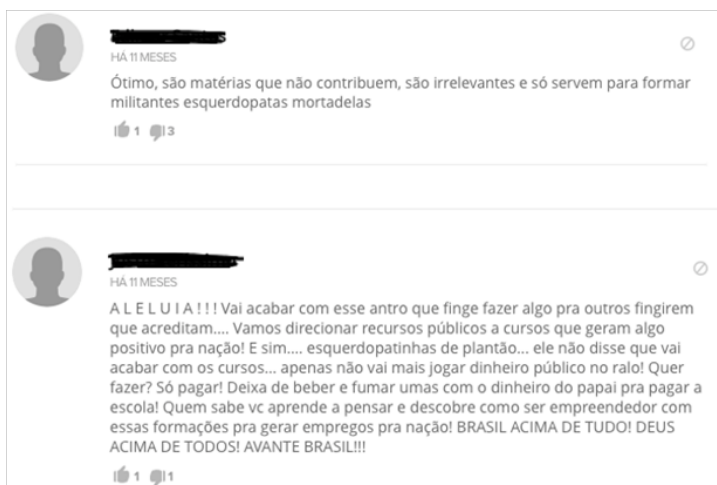 HÁ 11 MESES
Ótimo, são matérias que não contribuem, são irrelevantes e só servem para formar
militantes esquerdopatas mortadelas
1 3
HÁ 11 MESES
A L E L U I A ! ! ! Vai acabar com esse antro que finge fazer algo pra outros fingirem
que acreditam.... Vamos direcionar recursos públicos a cursos que geram algo
positivo pra nação! E sim.... esquerdopatinhas de plantão... ele não disse que vai
acabar com os cursos... apenas não vai mais jogar dinheiro público no ralo! Quer
fazer? Só pagar! Deixa de beber e fumar umas com o dinheiro do papai pra pagar a
escola! Quem sabe vc aprende a pensar e descobre como ser empreendedor com
essas formações pra gerar empregos pra nação! BRASIL ACIMA DE TUDO! DEUS
ACIMA DE TODOS! AVANTE BRASIL!!!
1 1